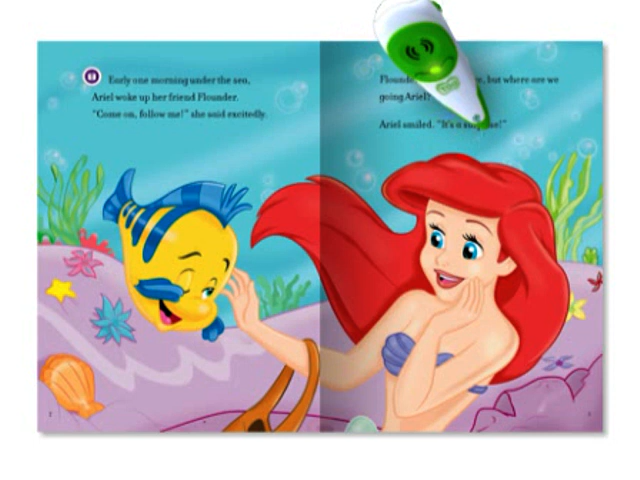 Early one morning under the sea,
Ariel woke up her friend Flounder.
"Come on, follow me!" she said excitedly.
but where are we
going Ariel?
Ariel smiled. "It's a